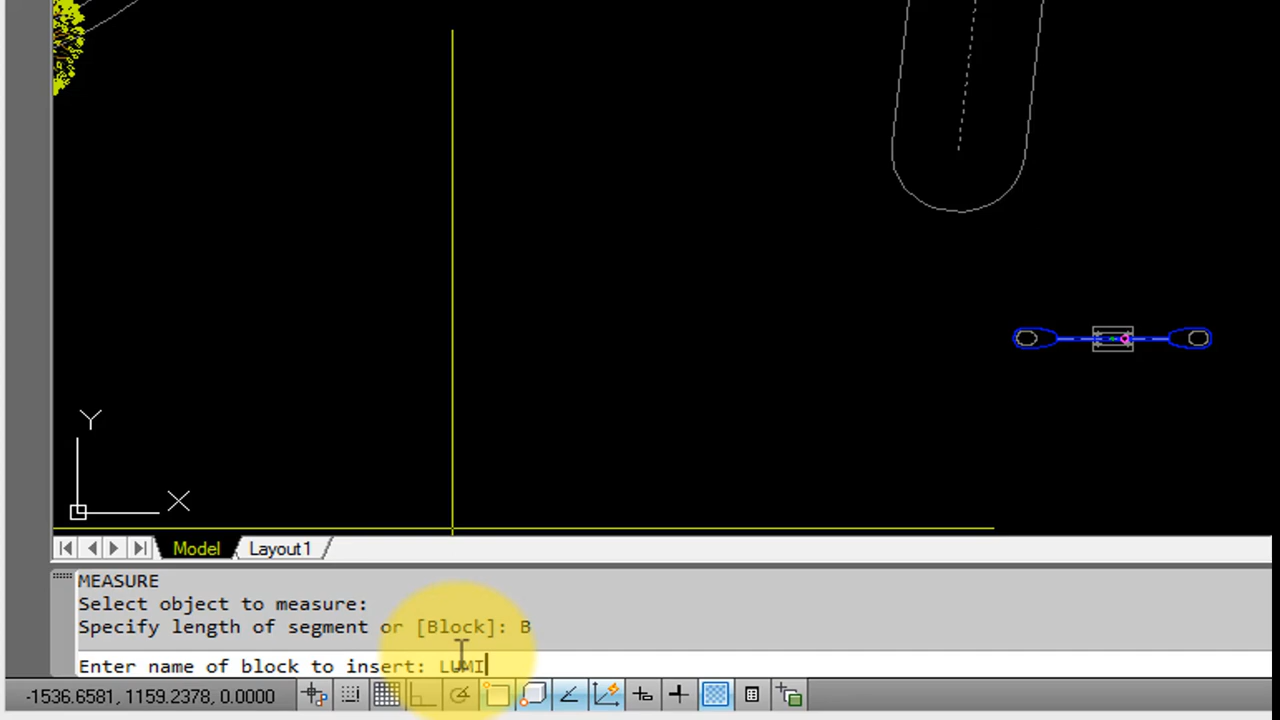 Y
X
Model
Layout1
MEASURE
Select object to measure:
Specify length of segment or [Block]: B
Enter name of block to insert: LUMI
-1536.6581, 1159.2378, 0.0000